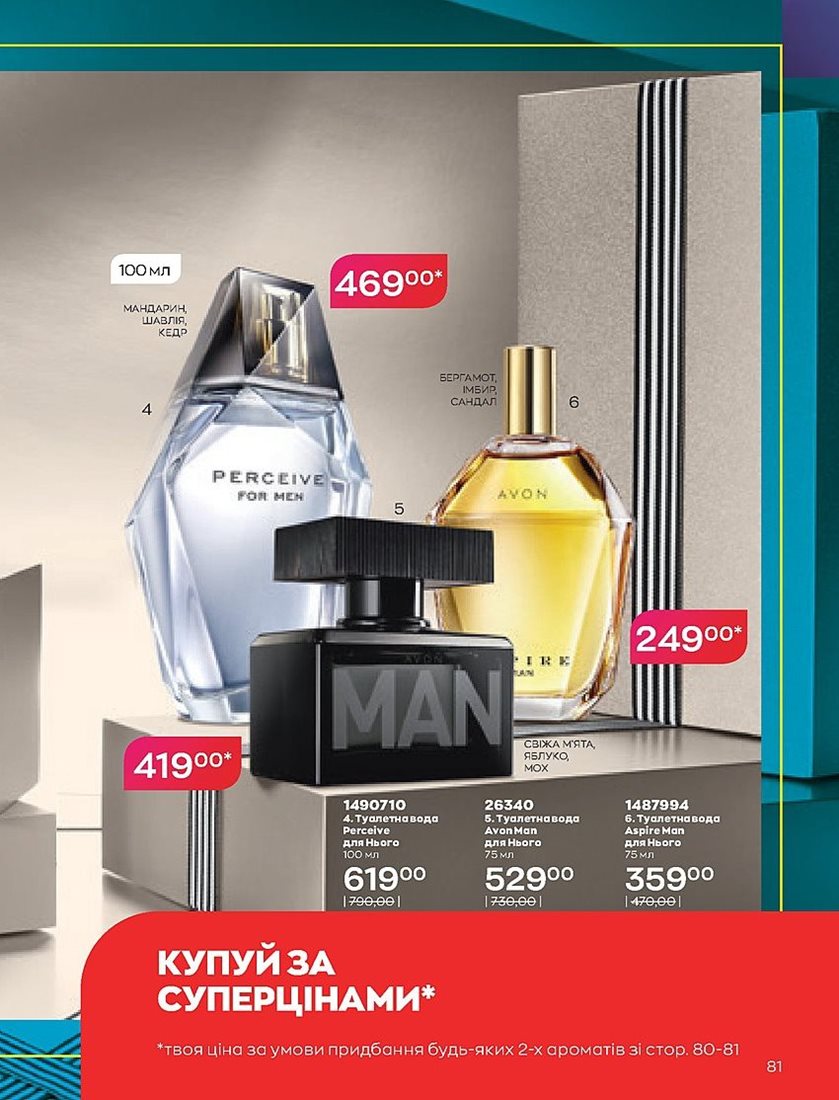 100 мл
469⁰⁰*
МАНДАРИН,
ШАВЛІЯ,
КЕДР
4
БЕРГАМОТ,
ІМБИР,
САНДАЛ
6
PERCEIVE
FOR MEN
AVON
5
249⁰⁰*
AVON
MAN
СВІЖА М'ЯТА,
ЯБЛУКО,
МОХ
419⁰⁰*
1490710
4. Туалетна вода
Perceive
для Нього
100 мл
619⁰⁰
|790,00|
26340
5. Туалетна вода
Avon Man
для Нього
75 мл
529⁰⁰
|730,00|
1487994
6. Туалетна вода
Aspire Man
для Нього
75 мл
359⁰⁰
|470,00|
КУПУЙ ЗА
СУПЕРЦІНАМИ*
*твоя ціна за умови придбання будь-яких 2-х ароматів зі стор. 80-81
81